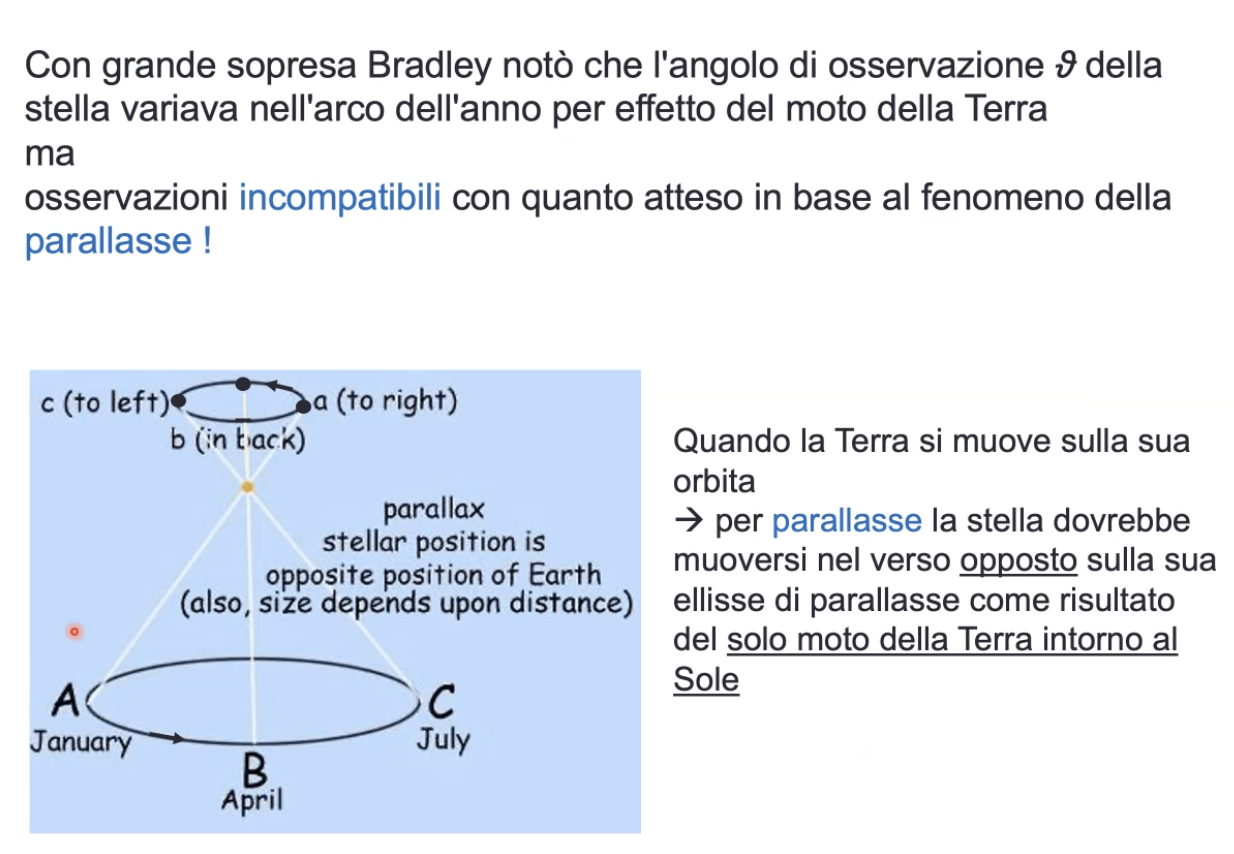 Con grande sopresa Bradley notò che l'angolo di osservazione ϑ della
stella variava nell'arco dell'anno per effetto del moto della Terra
ma
osservazioni incompatibili con quanto atteso in base al fenomeno della
parallasse !
c (to left)
a (to right)
b (in back)
parallax
stellar position is
opposite position of Earth
(also, size depends upon distance)
A
January
B
April
C
July
Quando la Terra si muove sulla sua
orbita
→ per parallasse la stella dovrebbe
muoversi nel verso opposto sulla sua
ellisse di parallasse come risultato
del solo moto della Terra intorno al
Sole